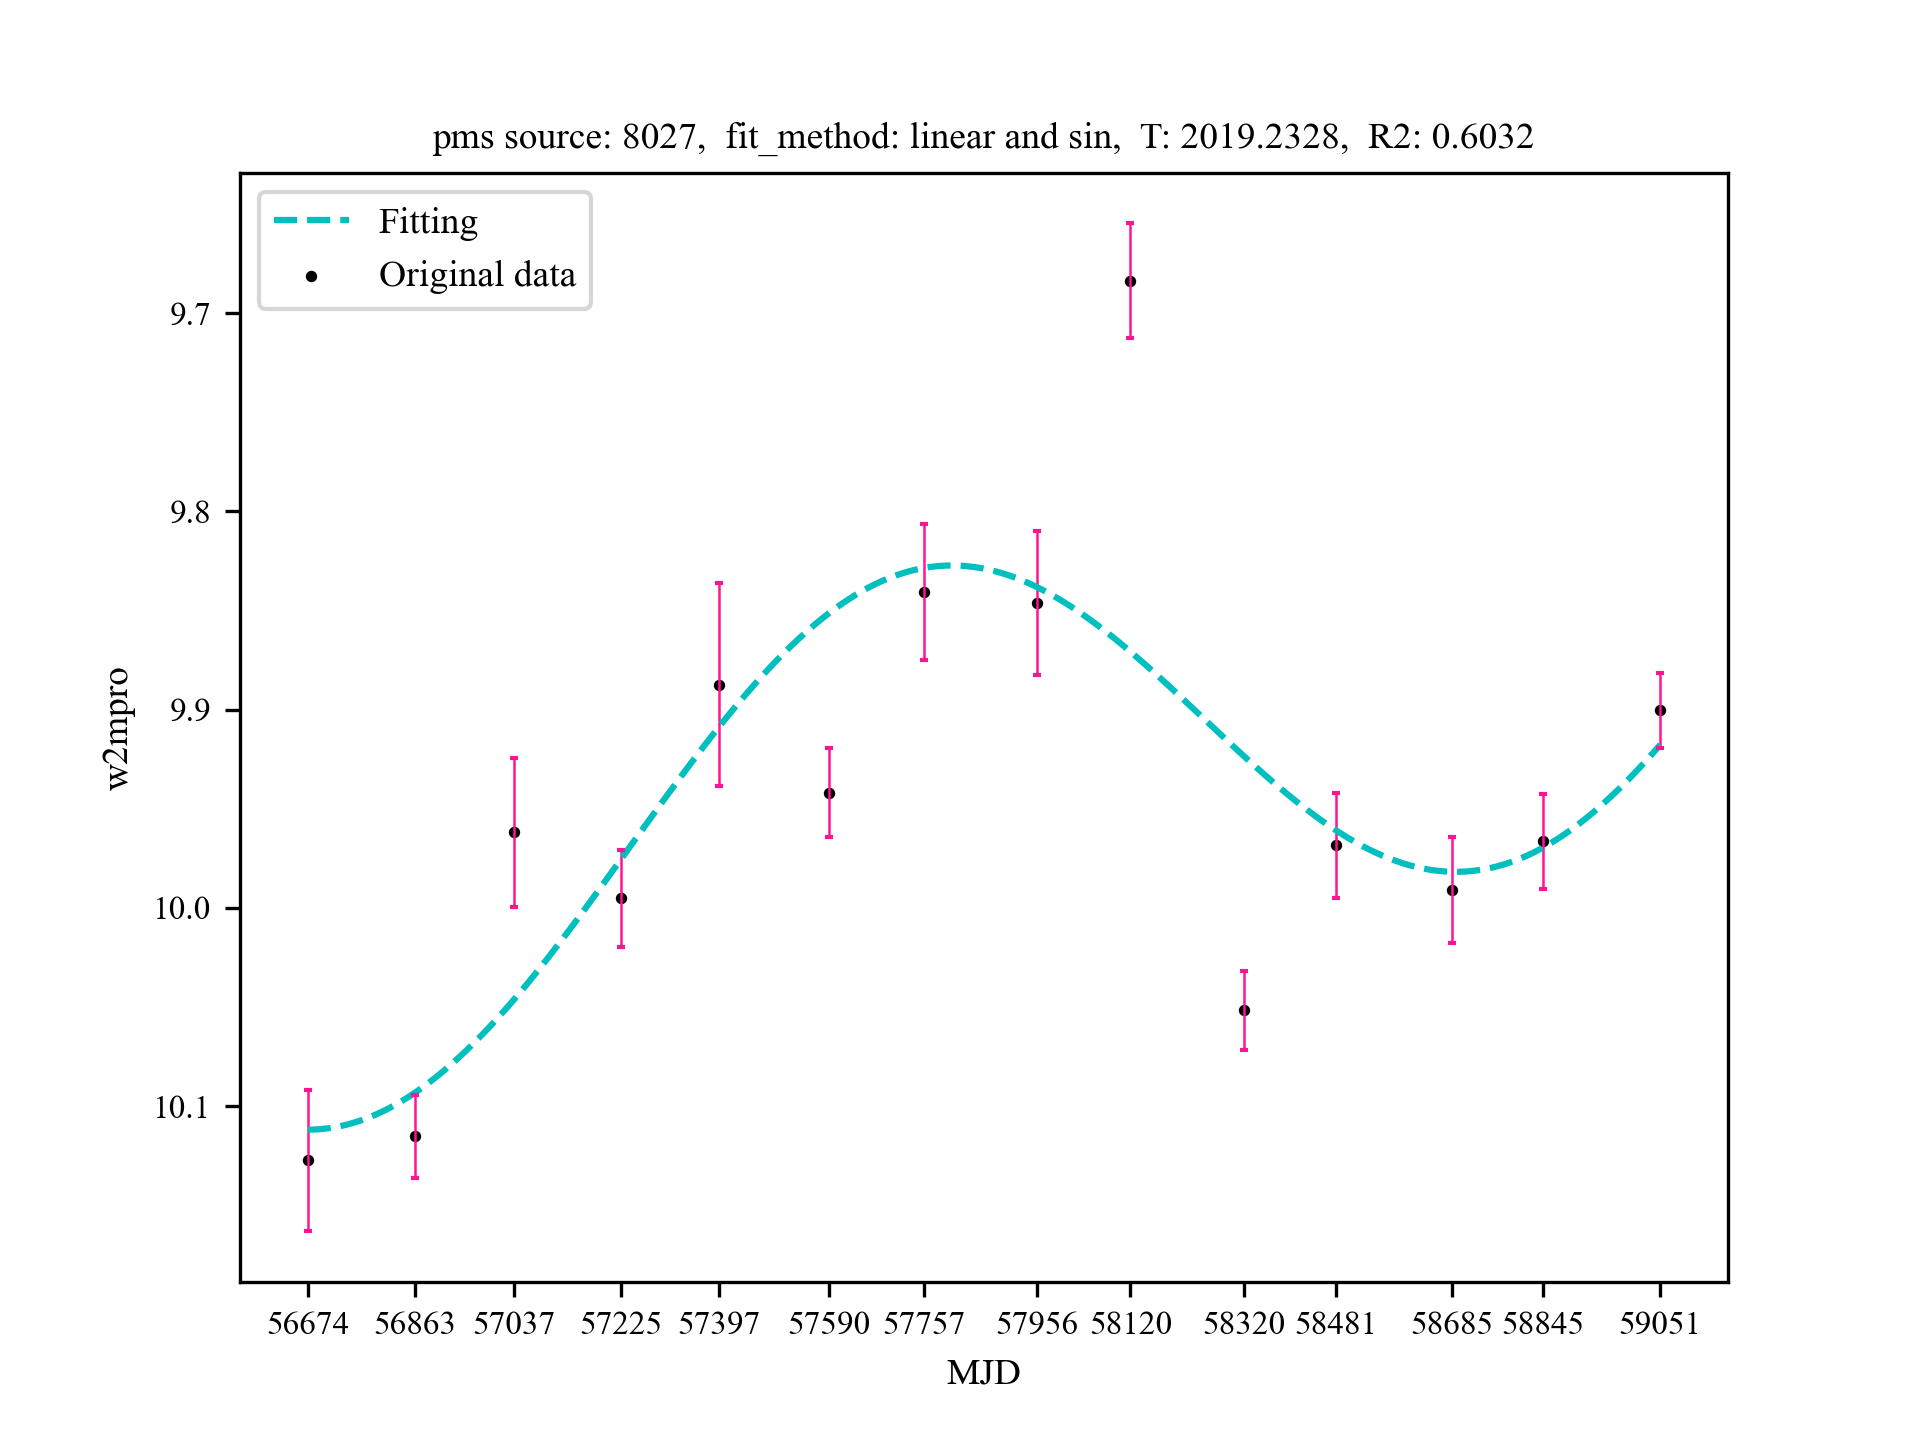 pms source: 8027, fit_method: linear and sin, T: 2019.2328, R2: 0.6032
Fitting
Original data
9.7
9.8
9.9
10.0
10.1
w2mpro
56674 56863 57037 57225 57397 57590 57757 57956 58120 58320 58481 58685 58845 59051
MJD